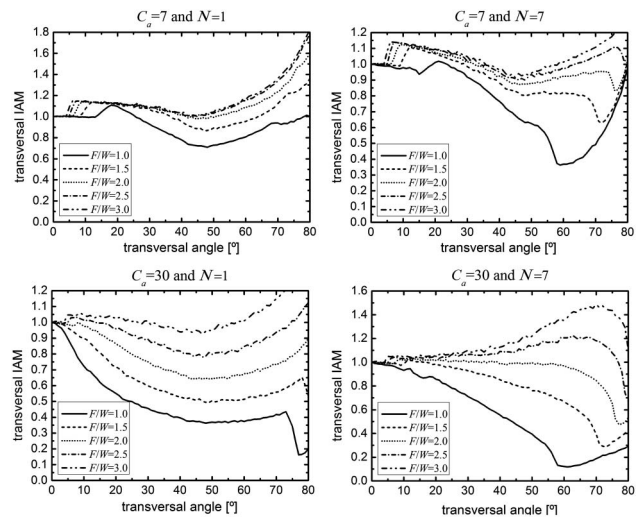 Ca=7 and N=1
transversal IAM
1.8
1.6
1.4
1.2
1.0
0.8
0.6
0.4
0.2
0.0
F/W=1.0
F/W=1.5
F/W=2.0
F/W=2.5
F/W=3.0
0 10 20 30 40 50 60 70 80
transversal angle [º]
Ca=7 and N=7
transversal IAM
1.2
1.1
1.0
0.9
0.8
0.7
0.6
0.5
0.4
0.3
0.2
0.1
0.0
F/W=1.0
F/W=1.5
F/W=2.0
F/W=2.5
F/W=3.0
0 10 20 30 40 50 60 70 80
transversal angle [º]
Ca=30 and N=1
transversal IAM
1.2
1.1
1.0
0.9
0.8
0.7
0.6
0.5
0.4
0.3
0.2
0.1
0.0
F/W=1.0
F/W=1.5
F/W=2.0
F/W=2.5
F/W=3.0
0 10 20 30 40 50 60 70 80
transversal angle [º]
Ca=30 and N=7
transversal IAM
1.6
1.4
1.2
1.0
0.8
0.6
0.4
0.2
0.0
F/W=1.0
F/W=1.5
F/W=2.0
F/W=2.5
F/W=3.0
0 10 20 30 40 50 60 70 80
transversal angle [º]